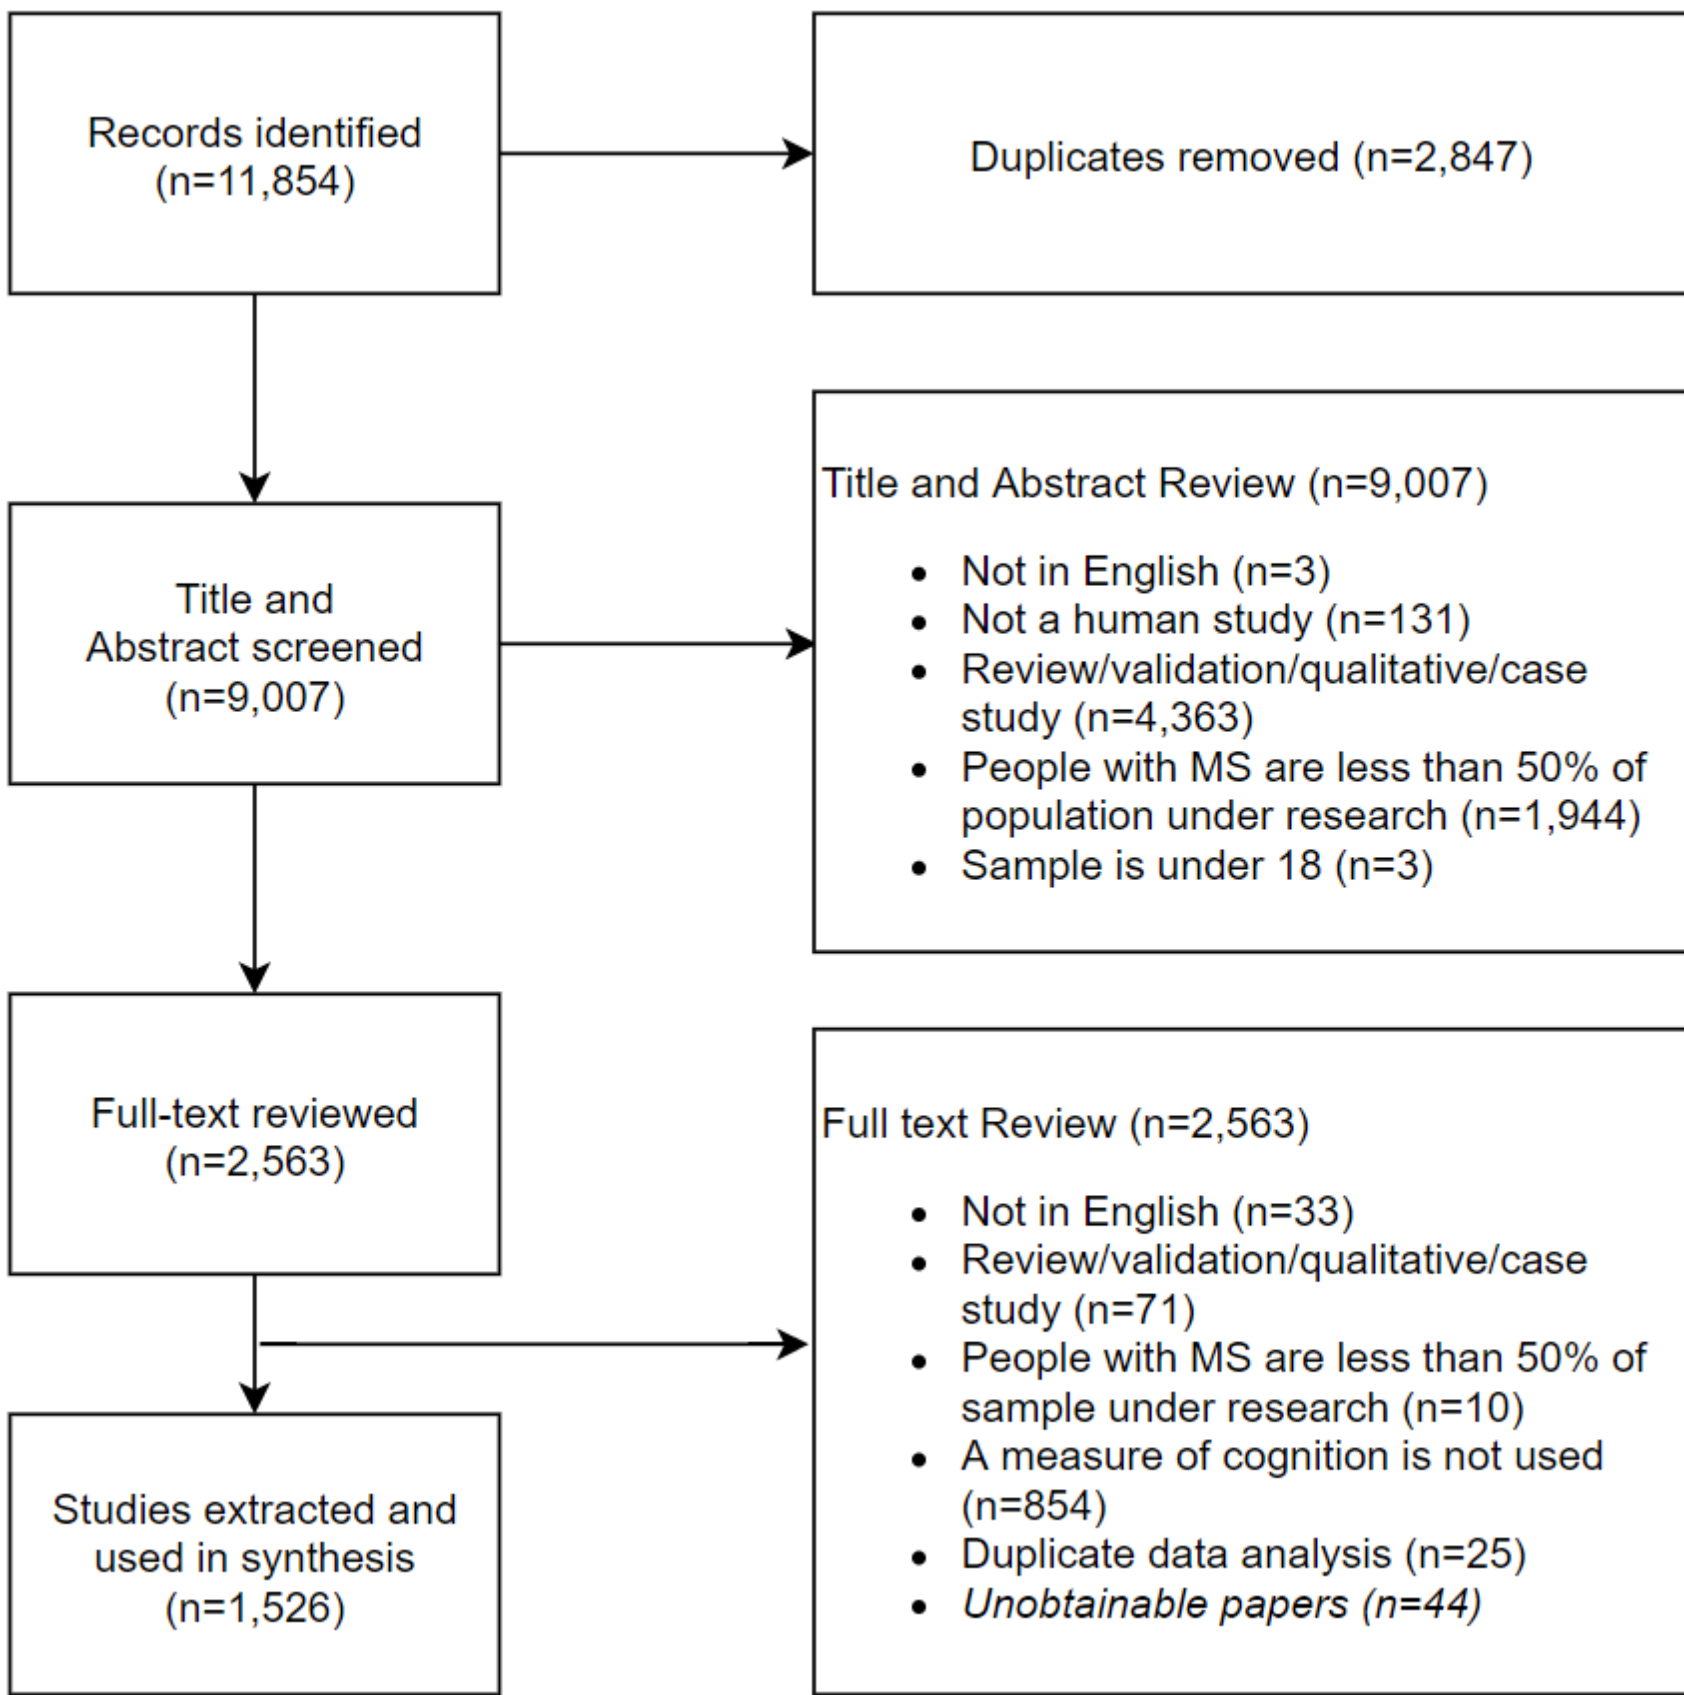 Records identified
(n=11,854)
Duplicates removed (n=2,847)
Title and
Abstract screened
(n=9,007)
Title and Abstract Review (n=9,007)
• Not in English (n=3)
• Not a human study (n=131)
• Review/validation/qualitative/case
study (n=4,363)
• People with MS are less than 50% of
population under research (n=1,944)
• Sample is under 18 (n=3)
Full-text reviewed
(n=2,563)
Full text Review (n=2,563)
• Not in English (n=33)
• Review/validation/qualitative/case
study (n=71)
• People with MS are less than 50% of
sample under research (n=10)
• A measure of cognition is not used
(n=854)
• Duplicate data analysis (n=25)
• Unobtainable papers (n=44)
Studies extracted and
used in synthesis
(n=1,526)